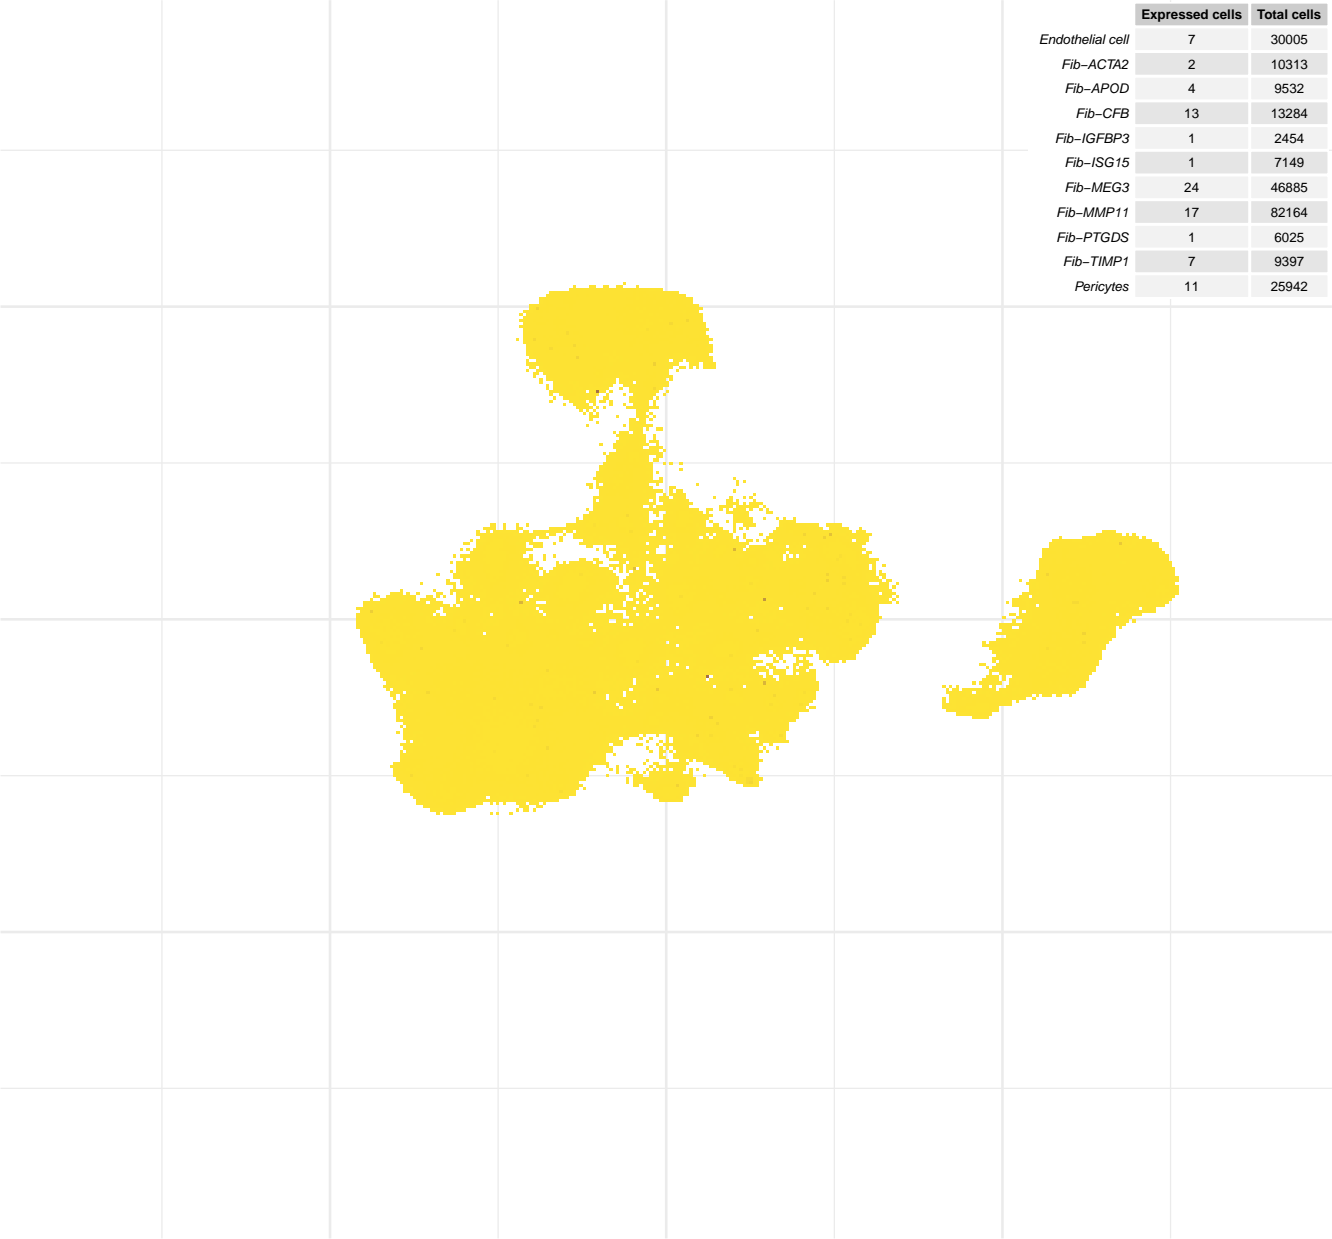 Expressed cells Total cells
Endothelial cell 7 30005
Fib−ACTA2 2 10313
Fib−APOD 4 9532
Fib−CFB 13 13284
Fib−IGFBP3 1 2454
Fib−ISG15 1 7149
Fib−MEG3 24 46885
Fib−MMP11 17 82164
Fib−PTGDS 1 6025
Fib−TIMP1 7 9397
Pericytes 11 25942